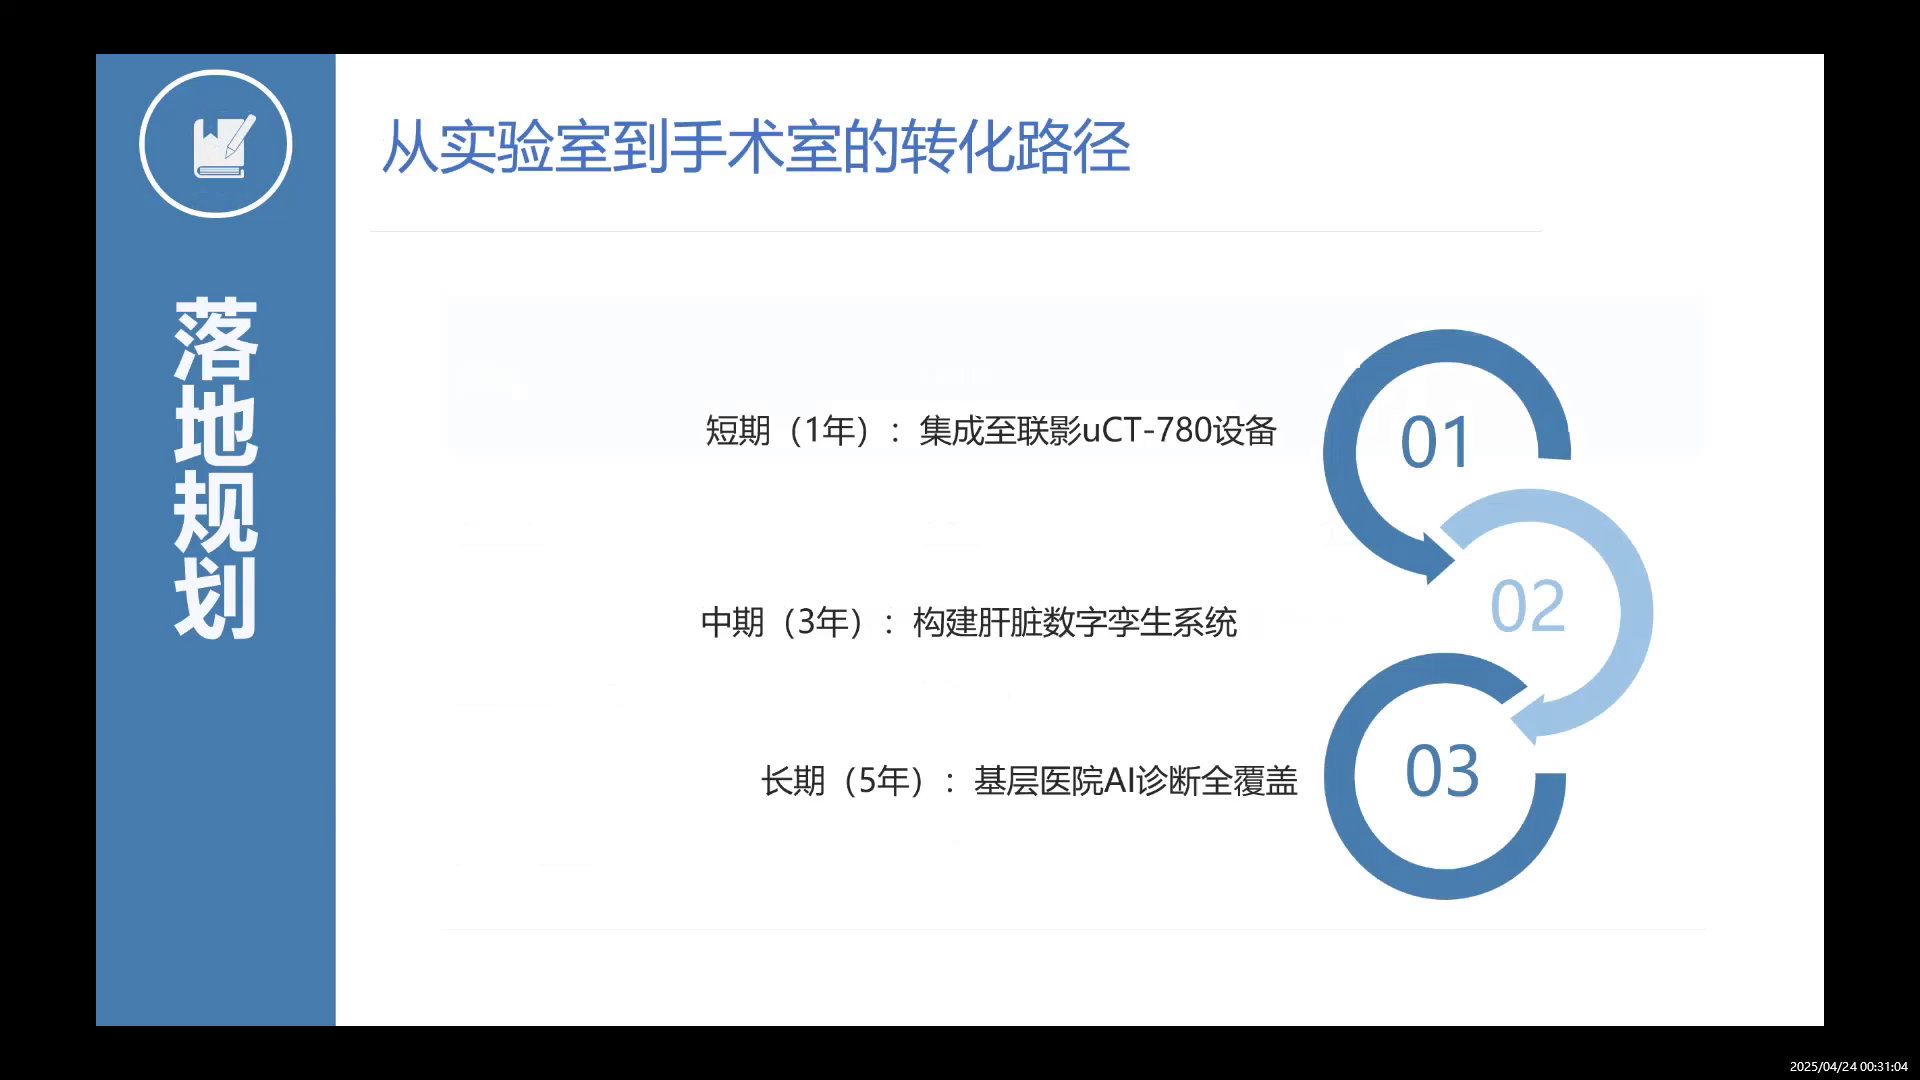 落地规划
从实验室到手术室的转化路径
短期（1年）：集成至联影uCT-780设备
01
中期（3年）：构建肝脏数字孪生系统
02
长期（5年）：基层医院AI诊断全覆盖
03
2025/04/24 00:31:04